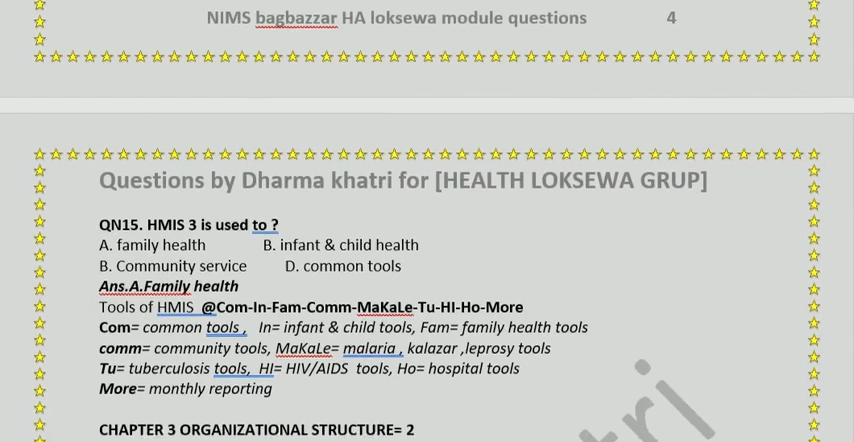 NIMS bagbazzar HA loksewa module questions 4
Questions by Dharma khatri for [HEALTH LOKSEWA GRUP]
QN15. HMIS 3 is used to ?
A. family health B. infant & child health
B. Community service D. common tools
Ans.A.Family health
Tools of HMIS @Com-In-Fam-Comm-MaKaLe-Tu-HI-Ho-More
Com= common tools , In= infant & child tools, Fam= family health tools
comm= community tools, MaKaLe= malaria , kalazar ,leprosy tools
Tu= tuberculosis tools, HI= HIV/AIDS tools, Ho= hospital tools
More= monthly reporting
CHAPTER 3 ORGANIZATIONAL STRUCTURE= 2
tri